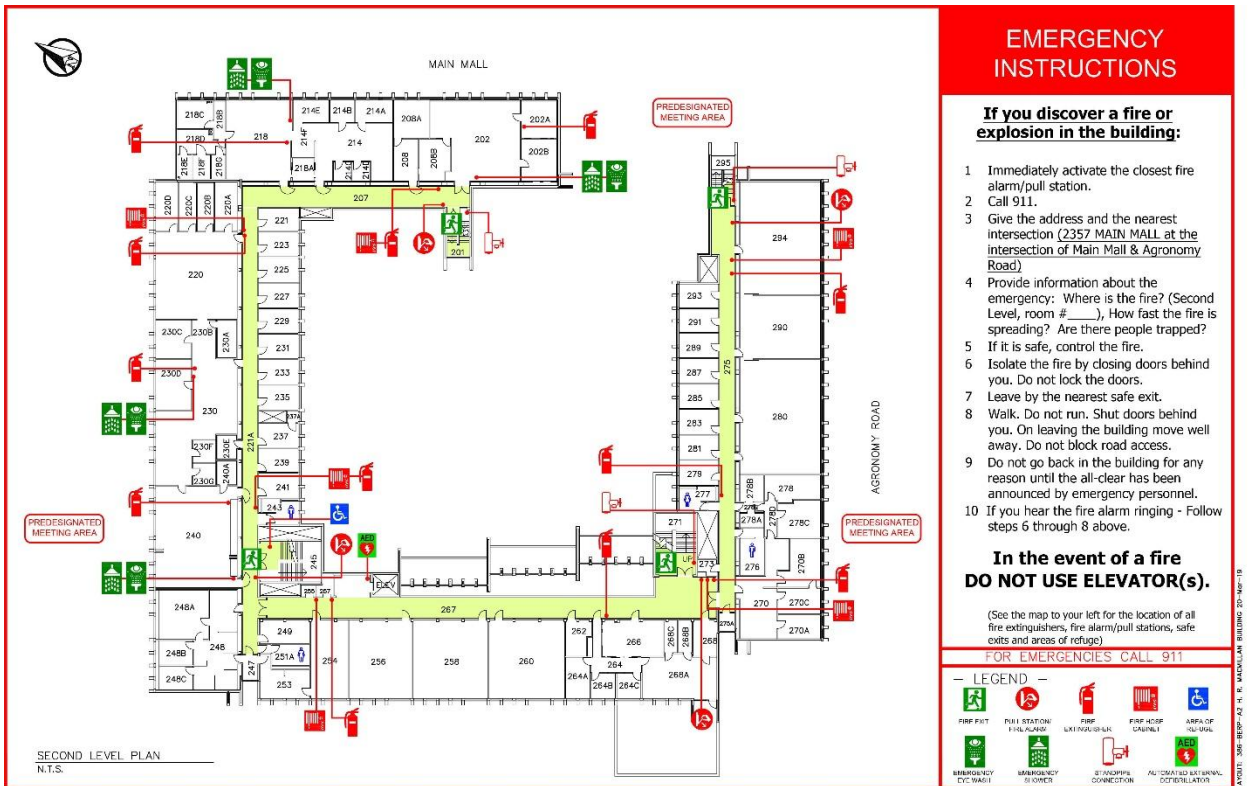 MAIN MALL
PREDESIGNATED
MEETING AREA
218C
218B
218
214E
214B
214A
214F
214
218D
218E
218F
218G
218A
208A
208
208B
202
202A
202B
295
207
201
220D
220C
220B
220A
220
221
223
225
227
229
231
233
235
237A
237
239
241
243
245
230C
230B
230A
230D
230
230F
230E
230G
240A
221A
240
PREDESIGNATED
MEETING AREA
AED
ELEV
248A
248B
248
248C
247
249
251A
253
254
256
258
260
262
264A
264
264B
264C
266
268C
268B
268
268A
267
294
293
291
289
287
285
283
281
279
277
275
290
280
278B
278
278A
278C
276
270B
270
270C
270A
271
273
UP
AGRONOMY ROAD
PREDESIGNATED
MEETING AREA
SECOND LEVEL PLAN
N.T.S.
EMERGENCY
INSTRUCTIONS
If you discover a fire or
explosion in the building:
1 Immediately activate the closest fire
alarm/pull station.
2 Call 911.
3 Give the address and the nearest
intersection (2357 MAIN MALL at the
intersection of Main Mall & Agronomy
Road)
4 Provide information about the
emergency: Where is the fire? (Second
Level, room #____), How fast the fire is
spreading? Are there people trapped?
5 If it is safe, control the fire.
6 Isolate the fire by closing doors behind
you. Do not lock the doors.
7 Leave by the nearest safe exit.
8 Walk. Do not run. Shut doors behind
you. On leaving the building move well
away. Do not block road access.
9 Do not go back in the building for any
reason until the all-clear has been
announced by emergency personnel.
10 If you hear the fire alarm ringing - Follow
steps 6 through 8 above.
In the event of a fire
DO NOT USE ELEVATOR(s).
(See the map to your left for the location of all
fire extinguishers, fire alarm/pull stations, safe
exits and areas of refuge)
FOR EMERGENCIES CALL 911
- LEGEND -
FIRE EXIT
PULL STATION/
FIRE ALARM
FIRE
EXTINGUISHER
FIRE HOSE
CABINET
AREA OF
REFUGE
EMERGENCY
EYE WASH
EMERGENCY
SHOWER
STANDPIPE
CONNECTION
AED
AUTOMATED EXTERNAL
DEFIBRILLATOR
AYOUT: 386-BERP-A2 H. R. MACMILLAN BUILDING 20-Mar-19